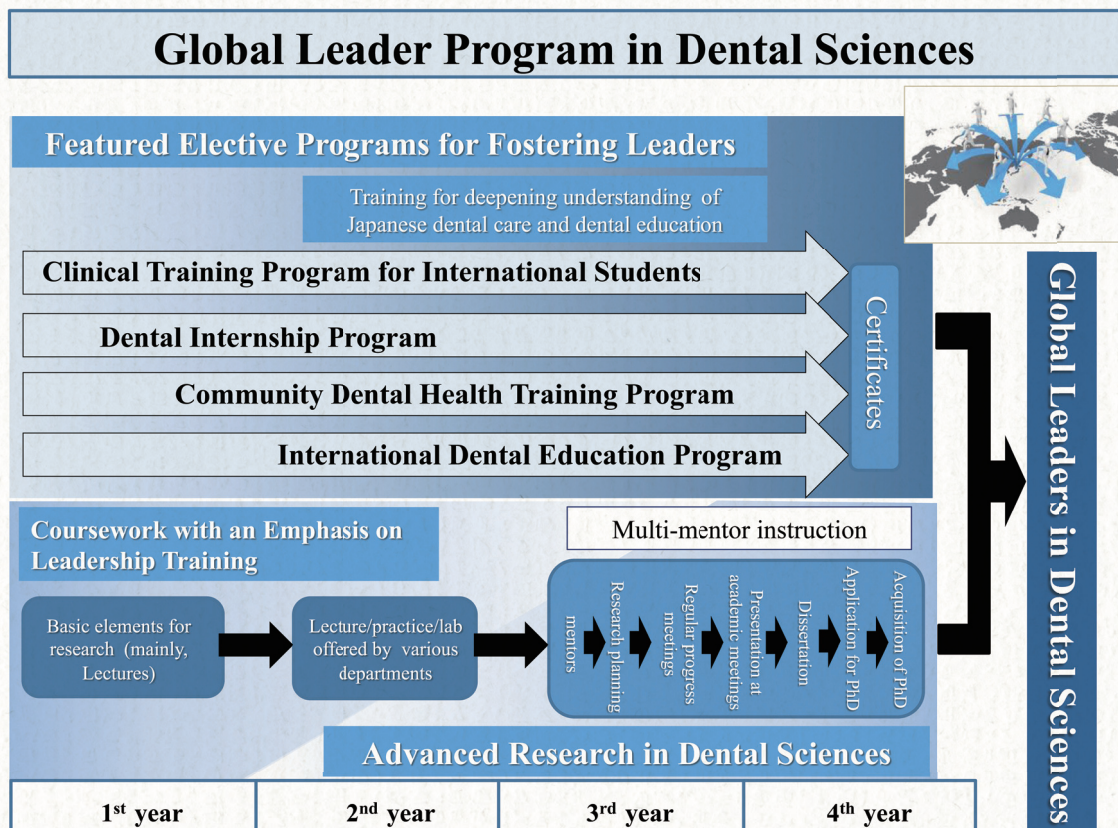 Global Leader Program in Dental Sciences
Featured Elective Programs for Fostering Leaders
Training for deepening understanding of
Japanese dental care and dental education
Clinical Training Program for International Students
Dental Internship Program
Community Dental Health Training Program
International Dental Education Program
Certificates
Global Leaders in Dental Sciences
Coursework with an Emphasis on
Leadership Training
Multi-mentor instruction
Basic elements for
research (mainly,
Lectures)
Lecture/practice/lab
offered by various
departments
mentors
Research planning
Regular progress
meetings
Presentation at
academic meetings
Dissertation
Application for PhD
Acquisition of PhD
Advanced Research in Dental Sciences
1st year
2nd year
3rd year
4th year